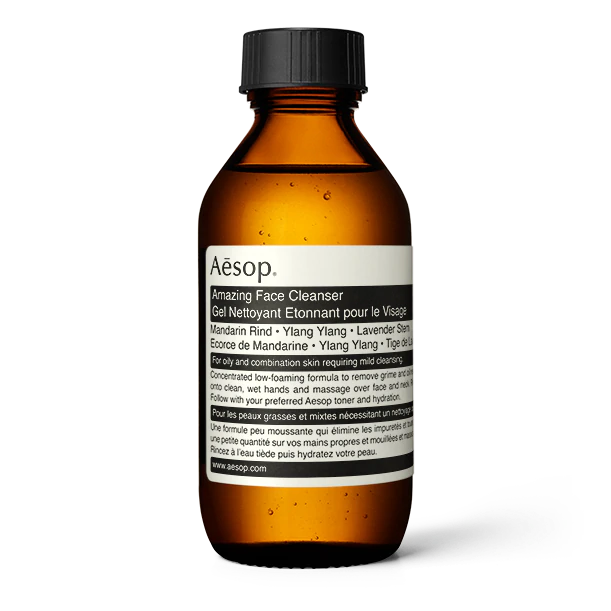 Aēsop®
Amazing Face Cleanser
Gel Nettoyant Etonnant pour le Visage
Mandarin Rind • Ylang Ylang • Lavender Stem
Ecorce de Mandarine • Ylang Ylang • Tige de La
For oily and combination skin requiring mild cleansing
Concentrated low-foaming formula to remove grime and
onto clean, wet hands and massage over face and neck.
Follow with your preferred Aesop toner and hydration.
Pour les peaux grasses et mixtes nécessitant un nettoyage
Une formule peu moussante qui élimine les impuretés et
une petite quantité sur vos mains propres et mouillées et
Rincez à l'eau tiède puis hydratez votre peau.
www.aesop.com